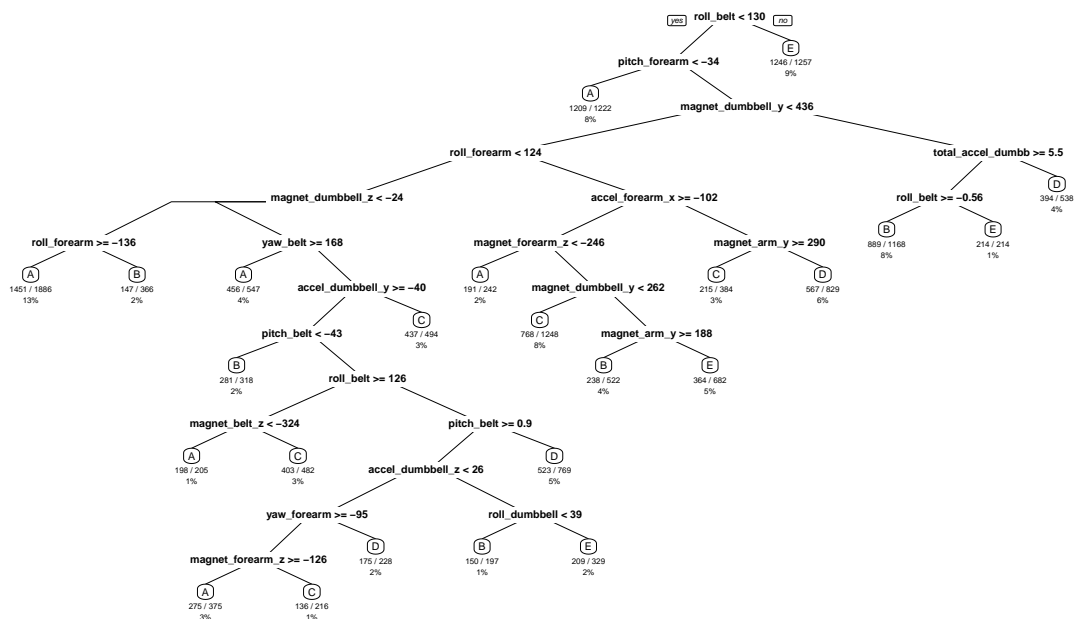 yes roll_belt < 130 no
E
1246 / 1257
9%
pitch_forearm < −34
A
1209 / 1222
8%
magnet_dumbbell_y < 436
roll_forearm < 124
total_accel_dumbb >= 5.5
D
394 / 538
4%
magnet_dumbbell_z < −24
accel_forearm_x >= −102
roll_belt >= −0.56
B
889 / 1168
8%
E
214 / 214
1%
roll_forearm >= −136
yaw_belt >= 168
magnet_forearm_z < −246
magnet_arm_y >= 290
A
1451 / 1886
13%
B
147 / 366
2%
A
456 / 547
4%
accel_dumbbell_y >= −40
A
191 / 242
2%
magnet_dumbbell_y < 262
C
215 / 384
3%
D
567 / 829
6%
pitch_belt < −43
C
437 / 494
3%
C
768 / 1248
8%
magnet_arm_y >= 188
B
281 / 318
2%
roll_belt >= 126
B
238 / 522
4%
E
364 / 682
5%
magnet_belt_z < −324
pitch_belt >= 0.9
A
198 / 205
1%
C
403 / 482
3%
accel_dumbbell_z < 26
D
523 / 769
5%
yaw_forearm >= −95
roll_dumbbell < 39
magnet_forearm_z >= −126
D
175 / 228
2%
B
150 / 197
1%
E
209 / 329
2%
A
275 / 375
3%
C
136 / 216
1%